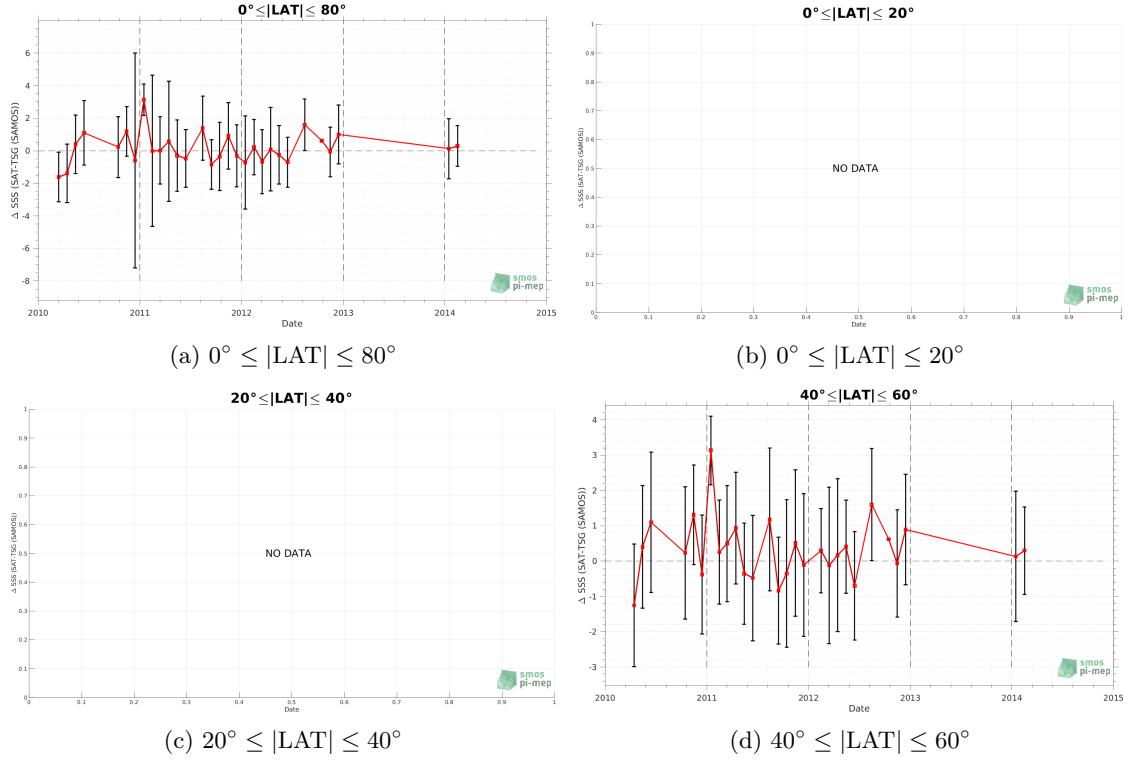 0°≤|LAT|≤ 80°
Δ SSS (SAT-TSG (SAMOS))
6
4
2
0
-2
-4
-6
-8
2010 2011 2012 2013 2014 2015
Date
smos
pi-mep
(a) 0° ≤ |LAT| ≤ 80°
0°≤|LAT|≤ 20°
Δ SSS (SAT-TSG (SAMOS))
1
0.9
0.8
0.7
0.6
0.5
0.4
0.3
0.2
0.1
0
NO DATA
0 0.1 0.2 0.3 0.4 0.5 0.6 0.7 0.8 0.9 1
Date
smos
pi-mep
(b) 0° ≤ |LAT| ≤ 20°
20°≤|LAT|≤ 40°
Δ SSS (SAT-TSG (SAMOS))
1
0.9
0.8
0.7
0.6
0.5
0.4
0.3
0.2
0.1
0
NO DATA
0 0.1 0.2 0.3 0.4 0.5 0.6 0.7 0.8 0.9 1
Date
smos
pi-mep
(c) 20° ≤ |LAT| ≤ 40°
40°≤|LAT|≤ 60°
Δ SSS (SAT-TSG (SAMOS))
4
3
2
1
0
-1
-2
-3
2010 2011 2012 2013 2014 2015
Date
smos
pi-mep
(d) 40° ≤ |LAT| ≤ 60°